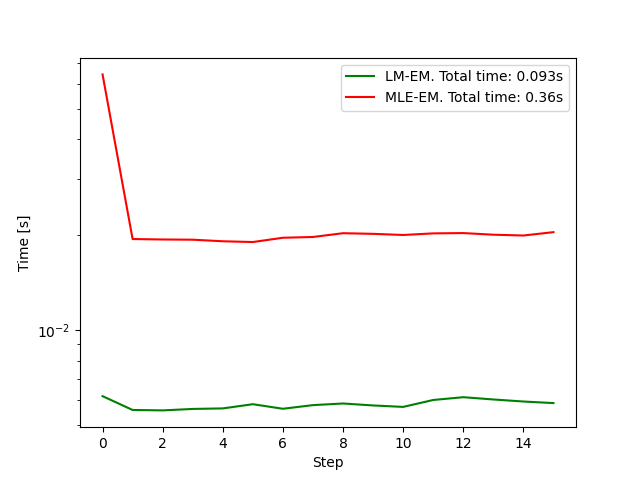 LM-EM. Total time: 0.093s
MLE-EM. Total time: 0.36s
Time [s]
10⁻²
0 2 4 6 8 10 12 14
Step